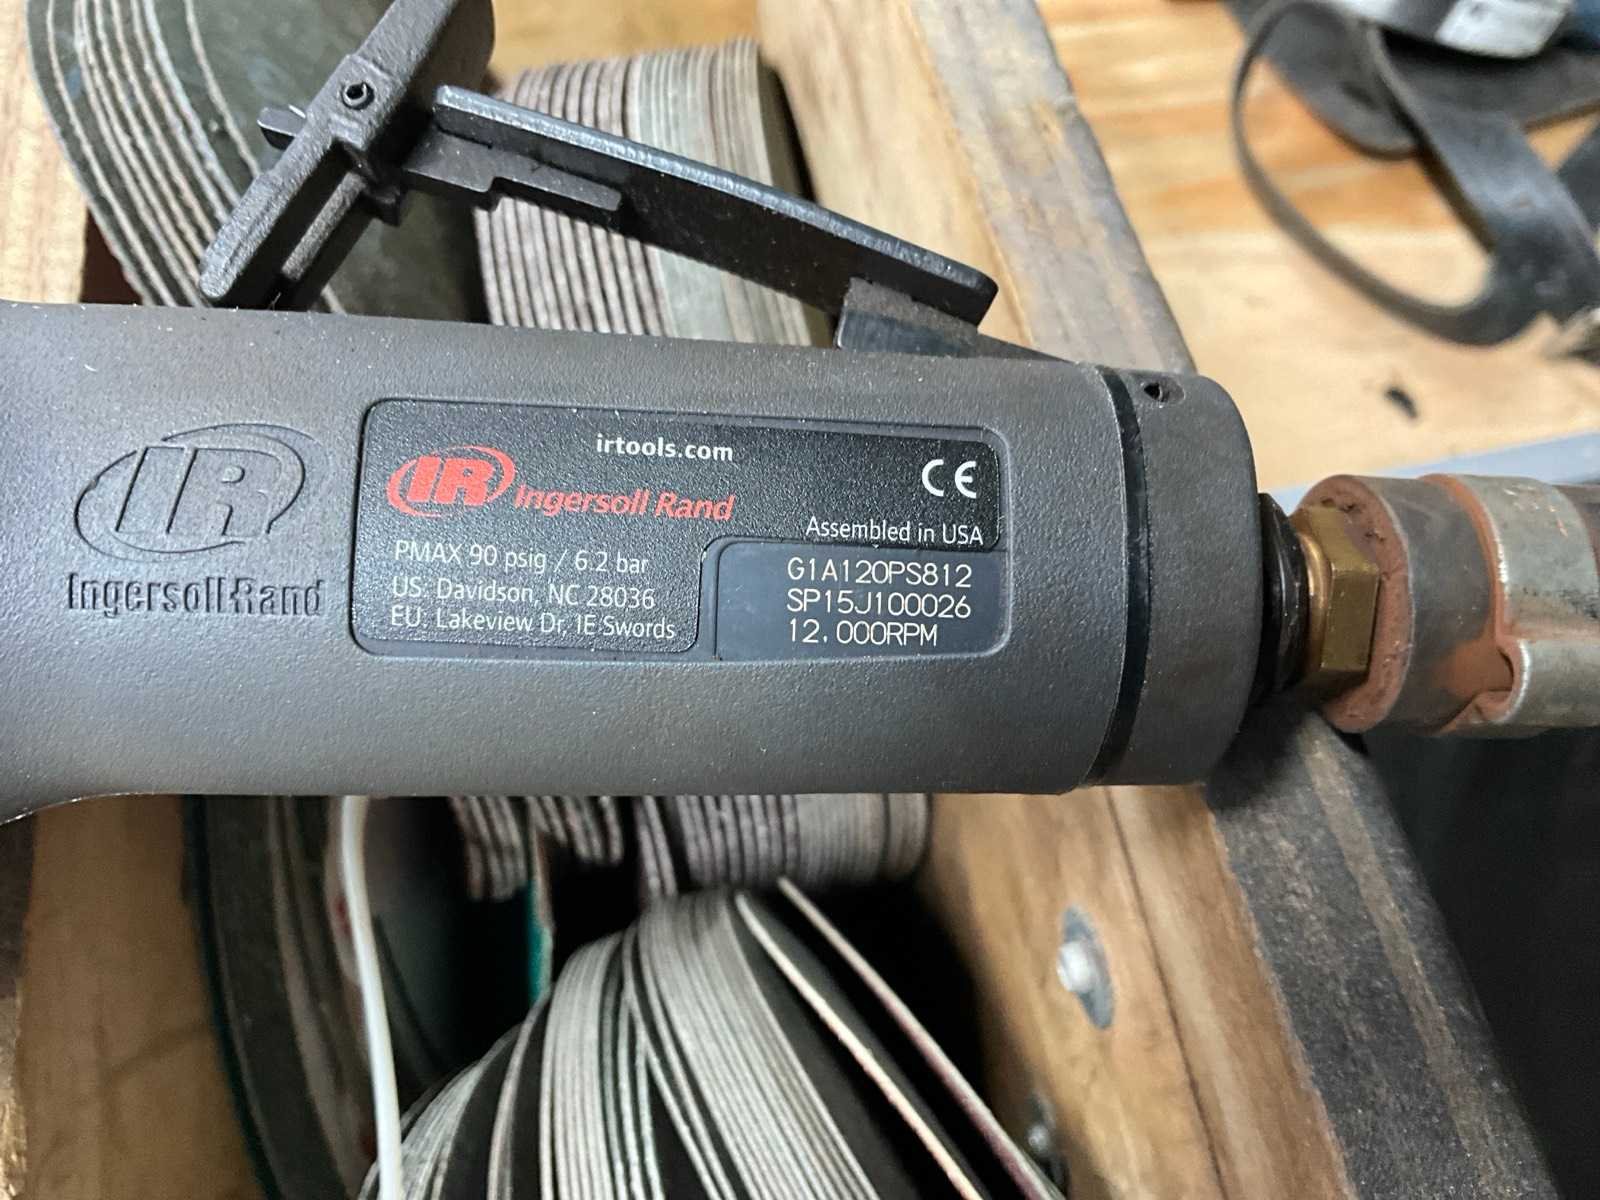 IR
Ingersoll-Rand
irtools.com
CE
IR Ingersoll Rand
Assembled in USA
PMAX 90 psig / 6.2 bar
US: Davidson, NC 28036
EU: Lakeview Dr, IE Swords
G1A120PS812
SP15J100026
12,000RPM